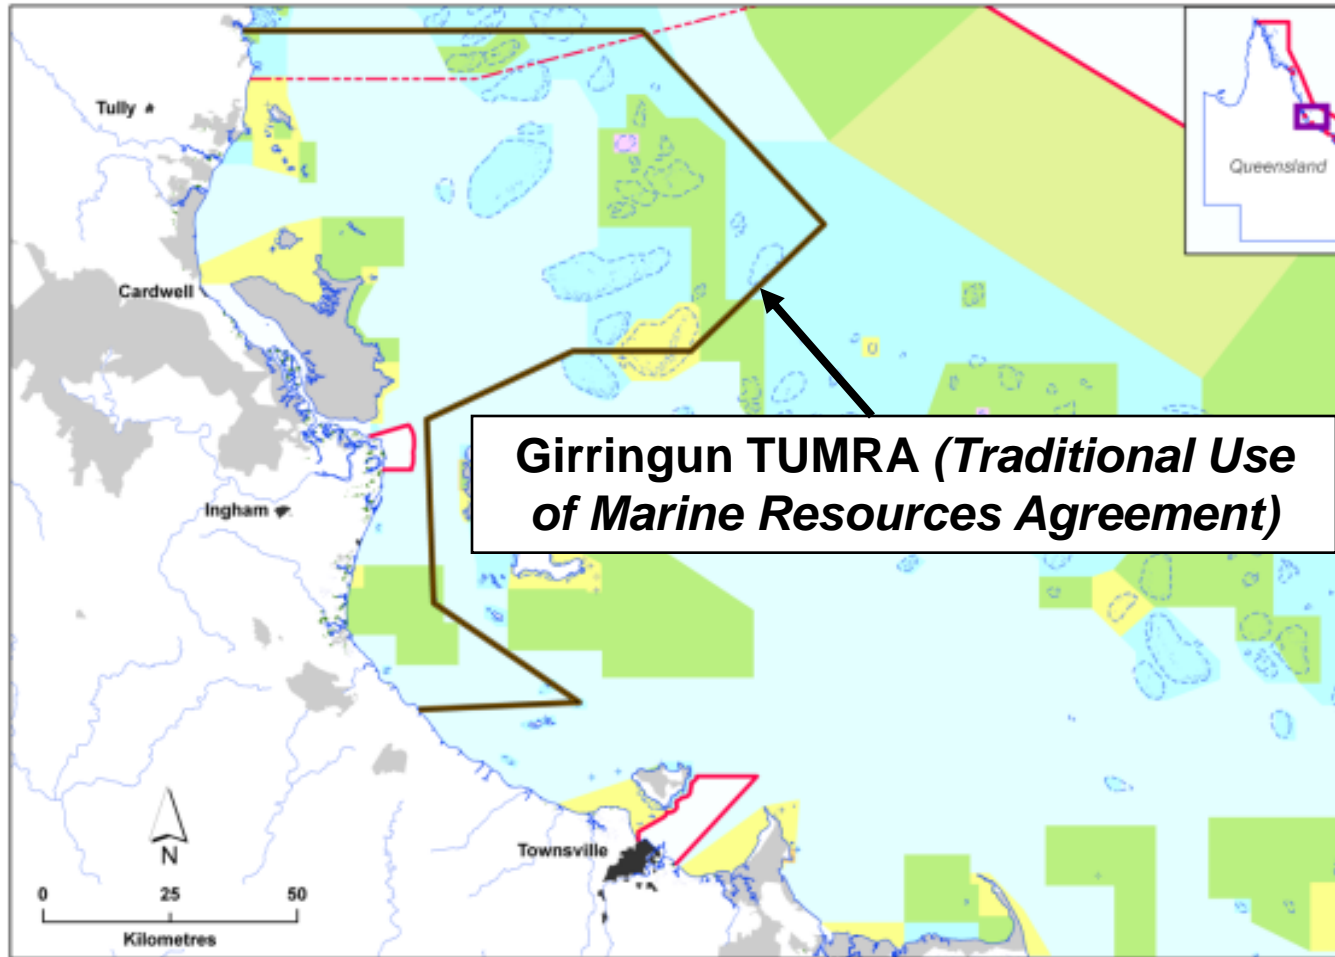 Tully
Queensland
Cardwell
Girringun TUMRA (Traditional Use
of Marine Resources Agreement)
Ingham
N
Townsville
0 25 50
Kilometres